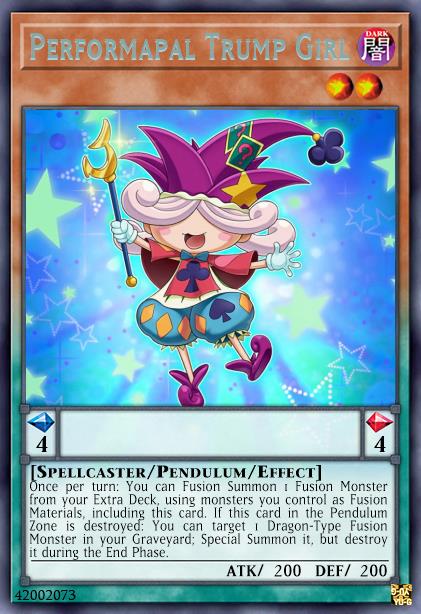 PERFORMAPAL TRUMP GIRL
DARK
闇
?
?
4
4
[SPELLCASTER/PENDULUM/EFFECT]
Once per turn: You can Fusion Summon 1 Fusion Monster
from your Extra Deck, using monsters you control as Fusion
Materials, including this card. If this card in the Pendulum
Zone is destroyed: You can target 1 Dragon-Type Fusion
Monster in your Graveyard; Special Summon it, but destroy
it during the End Phase.
ATK/ 200 DEF/ 200
42002073